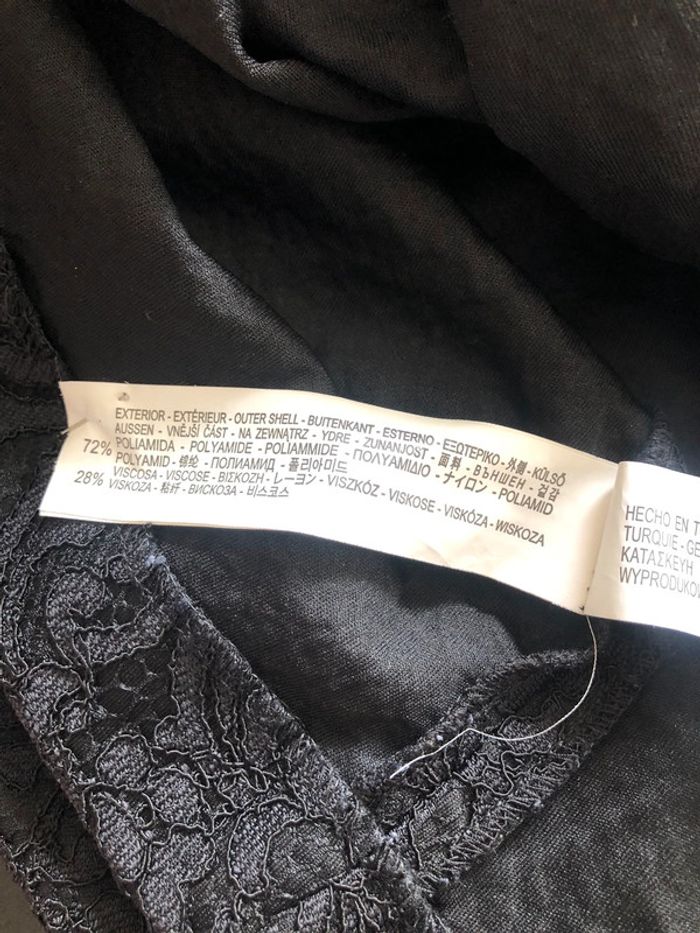 EXTERIOR - EXTÉRIEUR - OUTER SHELL - BUITENKANT - ESTERNO - ΕΞΩΤΕΡΙΚΟ - 外層 - KÜLSŐ
AUSSEN - VNĚJŠÍ ČÁST - NA ZEWNĄTRZ - YDRE - ZUNANJOST - 面料 - ВЪНШЕН - 겉감
72% POLIAMIDA - POLYAMIDE - POLIAMMIDE - ΠΟΛΥΑΜΙΔΙΟ - ナイロン - POLIAMID
POLYAMID - 锦纶 - ПОЛИАМИД - 폴리아미드
28% VISCOSA - VISCOSE - ΒΙΣΚΟΖΗ - レーヨン - VISZKÓZ - VISKOSE - VISKÓZA - WISKOZA
VISKOZA - 粘纤 - ВИСКОЗА - 비스코스
HECHO EN
TURQUIE -
ΚΑΤΑΣΚΕΥΗ